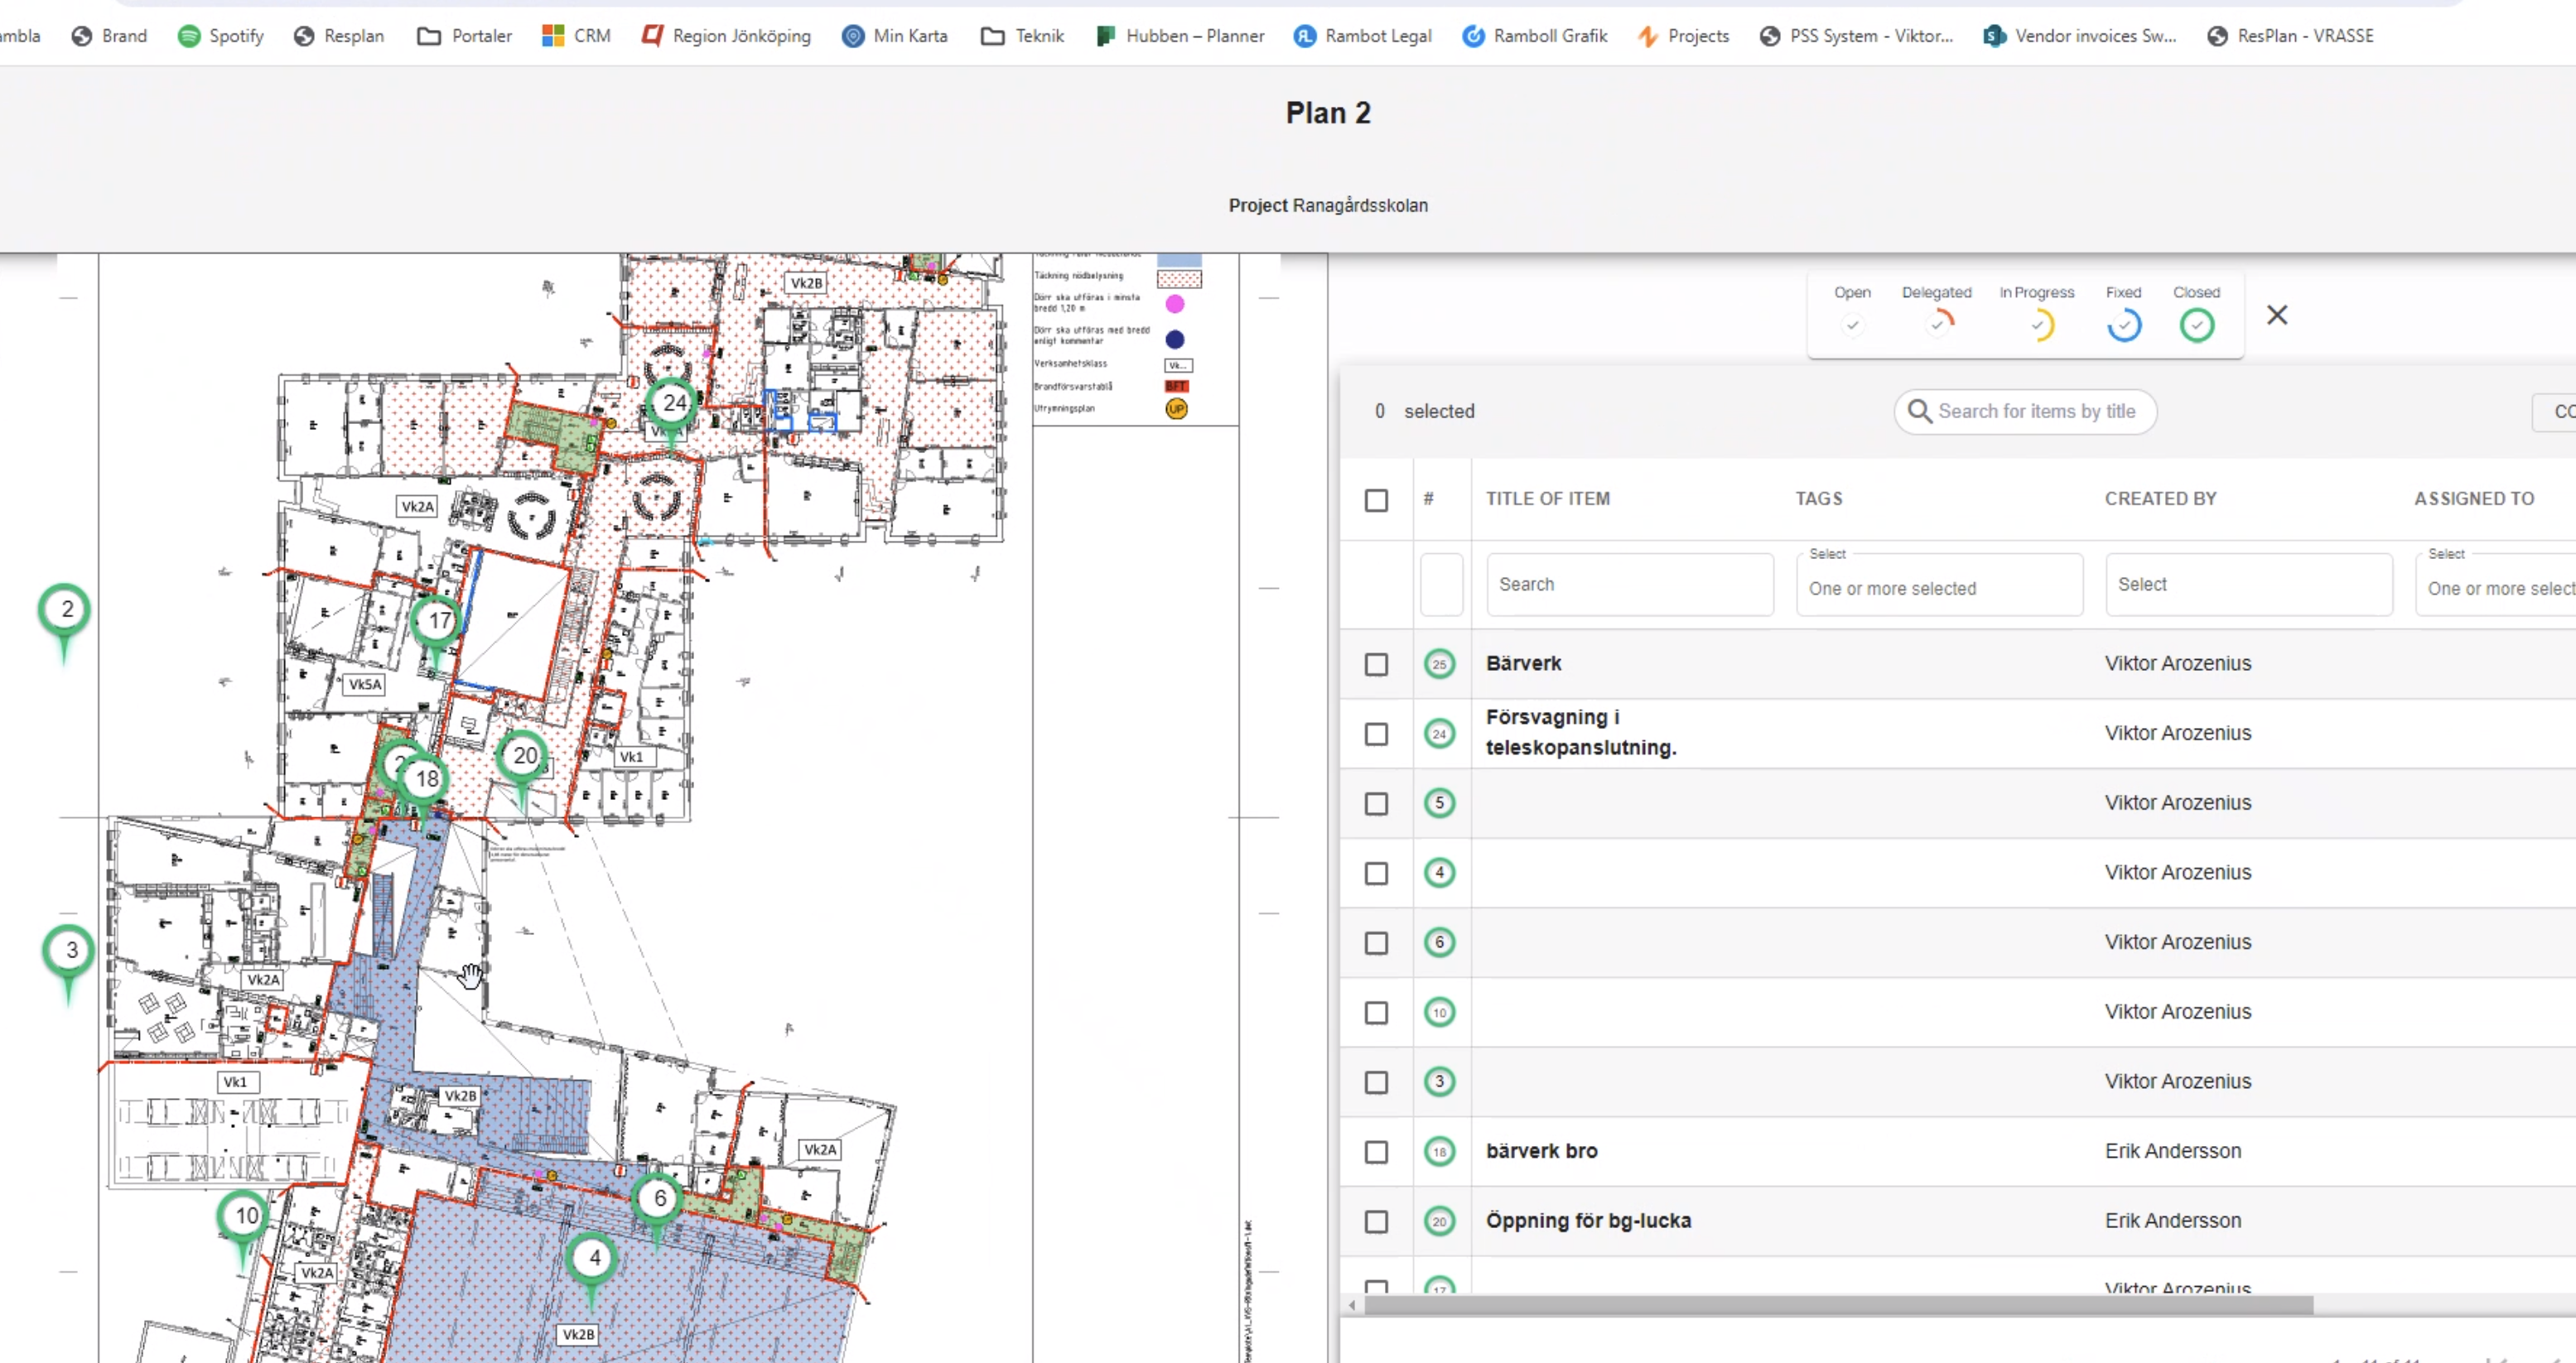 Brand Spotify Resplan Portaler CRM Region Jönköping Min Karta Teknik Hubben – Planner Rambot Legal Ramboll Grafik Projects PSS System - Viktor... Vendor invoices Sw... ResPlan - VRASSE
Plan 2
Project Ranagårdsskolan
Täckning nödbelysning
Dörr ska utföras i minsta
bredd 1,20 m
Dörr ska utföras med bredd
enligt kommentar
Verksamhetsklass Vk...
Brandförsvarstablå BFT
Utrymningsplan UP
Vk2B
24
Vk2A
2
17
Vk5A
20
18
Vk1
3
Vk2A
Vk1
Vk2B
Vk2A
6
10
4
Vk2A
Vk2B
Open Delegated In Progress Fixed Closed
0 selected
Search for items by title
# TITLE OF ITEM TAGS CREATED BY ASSIGNED TO
Select Select
Search One or more selected Select One or more select
25 Bärverk Viktor Arozenius
24 Försvagning i
teleskopanslutning. Viktor Arozenius
5 Viktor Arozenius
4 Viktor Arozenius
6 Viktor Arozenius
10 Viktor Arozenius
3 Viktor Arozenius
18 bärverk bro Erik Andersson
20 Öppning för bg-lucka Erik Andersson
17 Viktor Arozenius